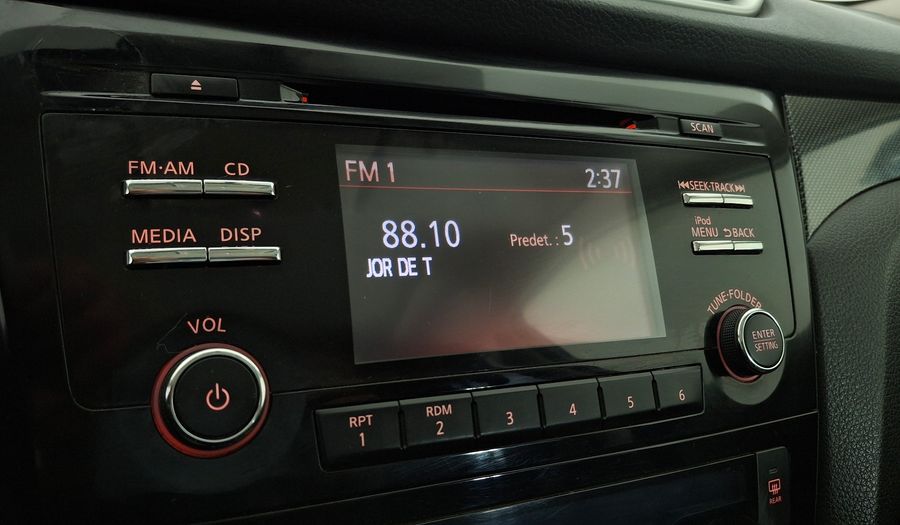 SCAN
FM·AM CD
MEDIA DISP
FM 1 2:37
88.10 Predet. : 5
JOR DE T
SEEK·TRACK
iPod
MENU BACK
VOL
TUNE·FOLDER
ENTER
SETTING
RPT
1
RDM
2
3
4
5
6
REAR